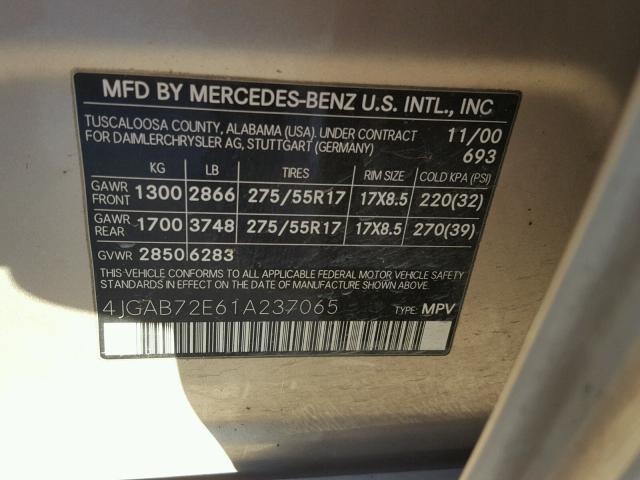 MFD BY MERCEDES-BENZ U.S. INTL., INC
TUSCALOOSA COUNTY, ALABAMA (USA). UNDER CONTRACT 11/00
FOR DAIMLERCHRYSLER AG, STUTTGART (GERMANY) 693
KG LB TIRES RIM SIZE COLD KPA (PSI)
GAWR FRONT 1300 2866 275/55R17 17X8.5 220(32)
GAWR REAR 1700 3748 275/55R17 17X8.5 270(39)
GVWR 2850 6283
THIS VEHICLE CONFORMS TO ALL APPLICABLE FEDERAL MOTOR VEHICLE SAFETY
STANDARDS IN EFFECT ON THE DATE OF MANUFACTURE SHOWN ABOVE.
4JGAB72E61A237065 TYPE: MPV